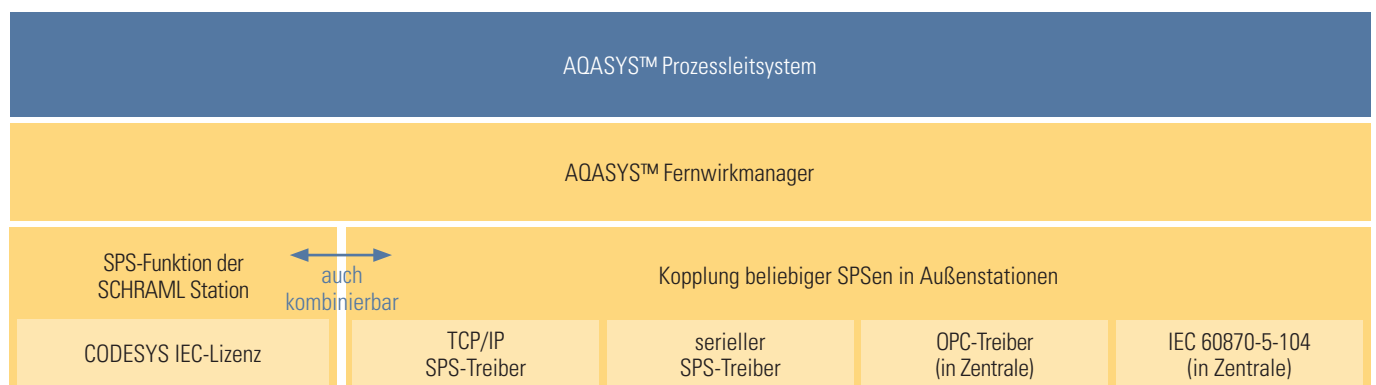 AQASYS™ Prozessleitsystem
AQASYS™ Fernwirkmanager
SPS-Funktion der
SCHRAML Station
auch
kombinierbar
Kopplung beliebiger SPSen in Außenstationen
CODESYS IEC-Lizenz
TCP/IP
SPS-Treiber
serieller
SPS-Treiber
OPC-Treiber
(in Zentrale)
IEC 60870-5-104
(in Zentrale)